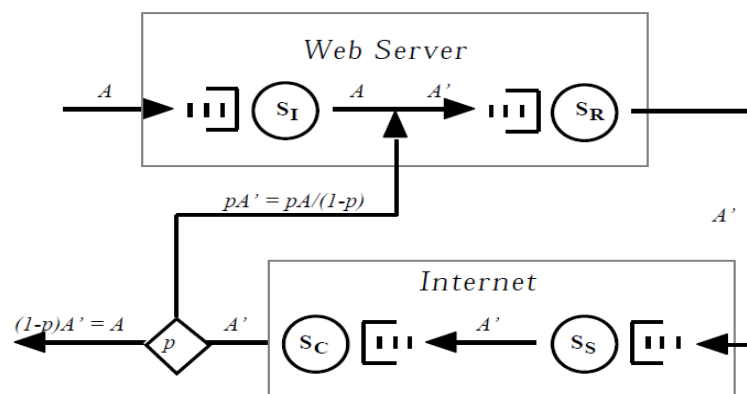 Web Server
A
S_I
A
A’
S_R
pA’ = pA/(1-p)
A’
Internet
(1-p)A’ = A
p
A’
S_C
A’
S_S